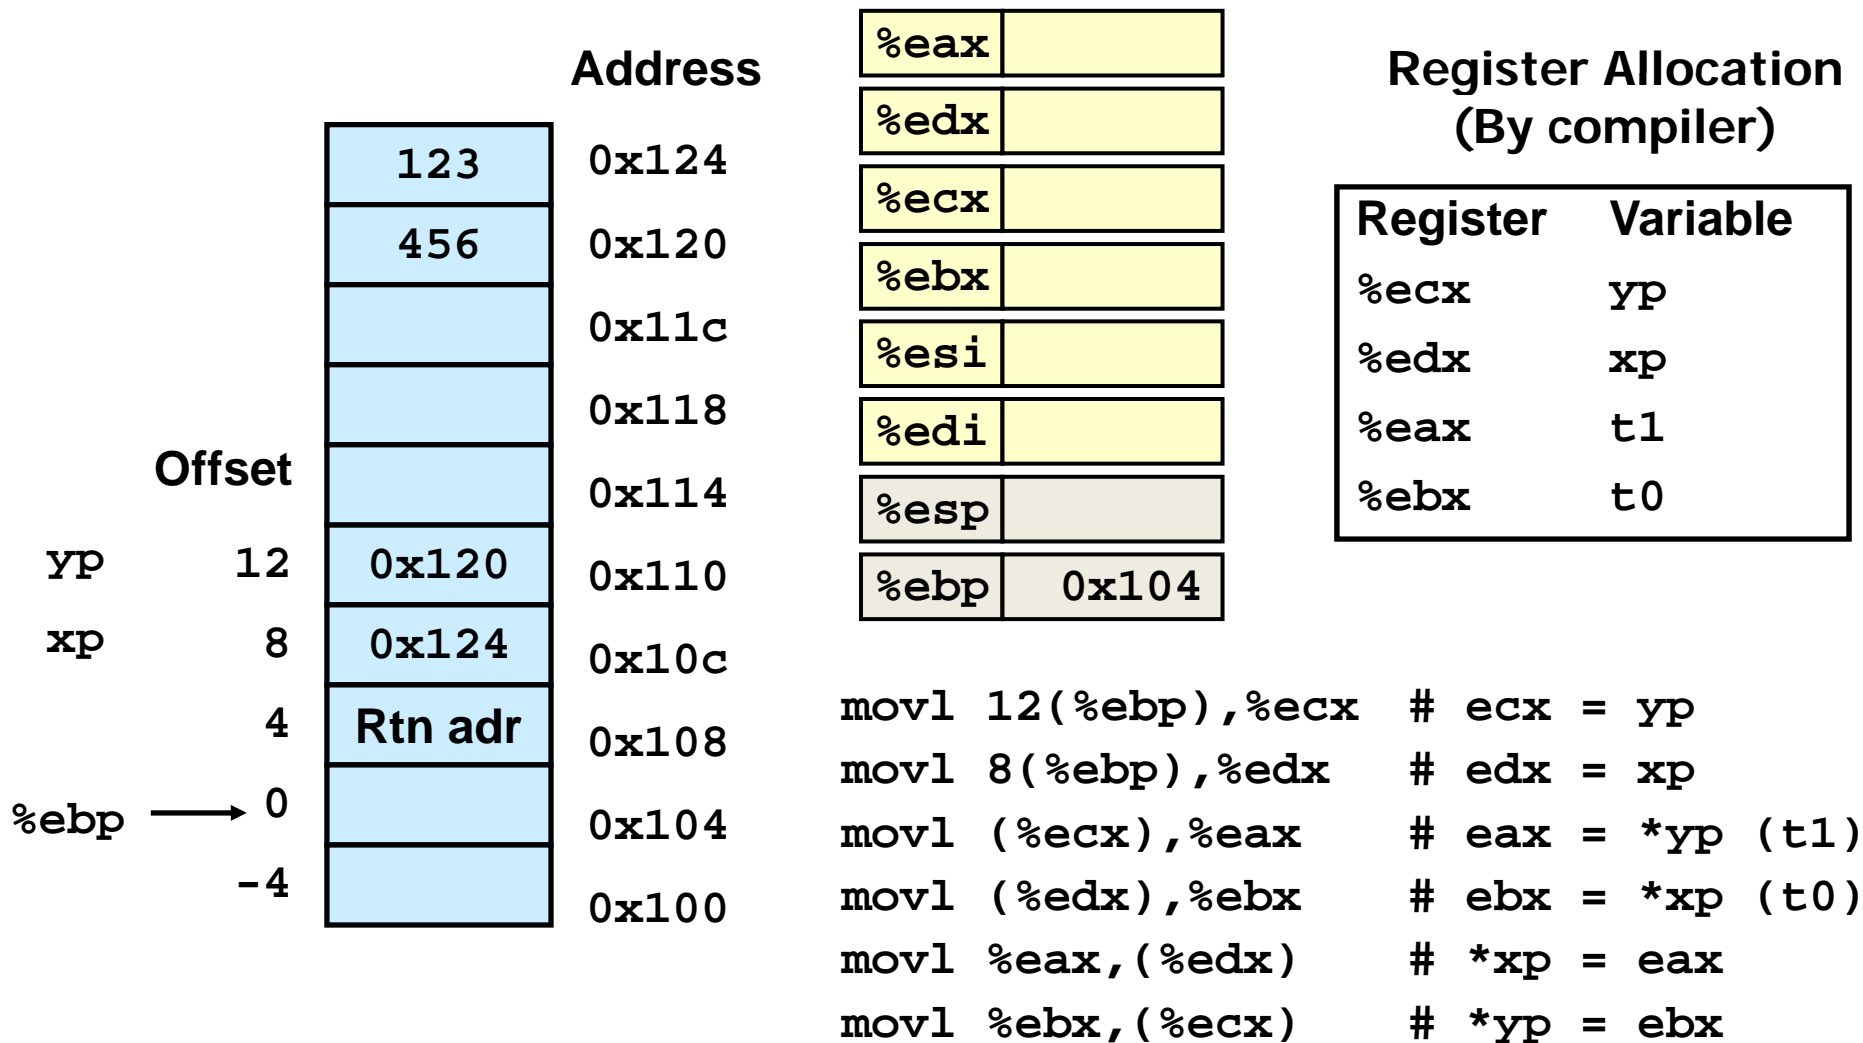 Address
123 0x124
456 0x120
0x11c
0x118
Offset 0x114
yp 12 0x120 0x110
xp 8 0x124 0x10c
4 Rtn adr 0x108
%ebp 0 0x104
-4 0x100
%eax
%edx
%ecx
%ebx
%esi
%edi
%esp
%ebp 0x104
Register Allocation
(By compiler)
Register Variable
%ecx yp
%edx xp
%eax t1
%ebx t0
movl 12(%ebp),%ecx # ecx = yp
movl 8(%ebp),%edx # edx = xp
movl (%ecx),%eax # eax = *yp (t1)
movl (%edx),%ebx # ebx = *xp (t0)
movl %eax,(%edx) # *xp = eax
movl %ebx,(%ecx) # *yp = ebx